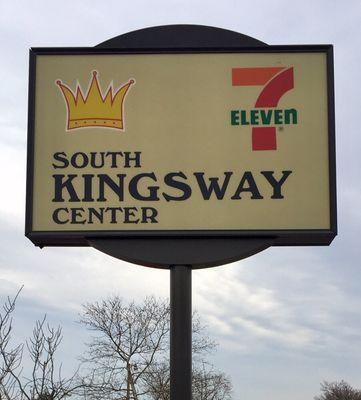 7
ELEVEN
SOUTH
KINGSWAY
CENTER